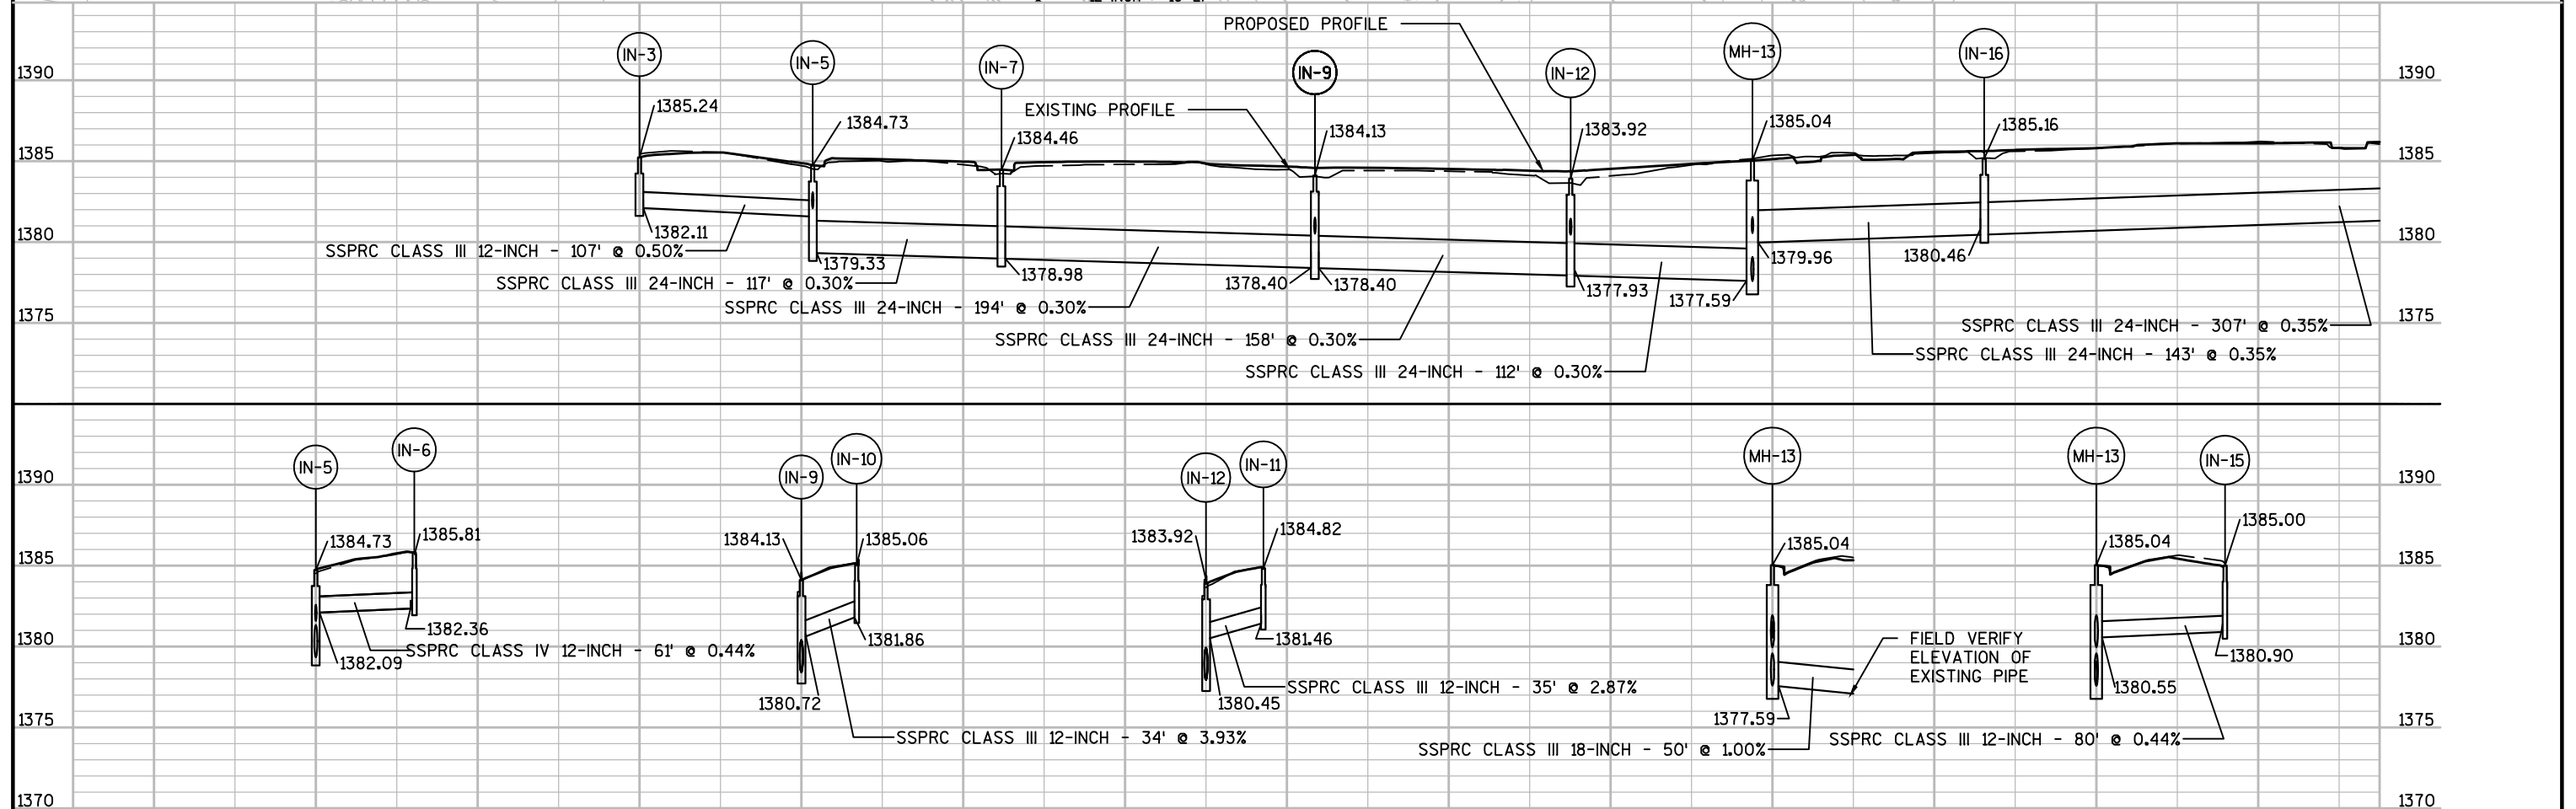 PROPOSED PROFILE
IN-3
IN-5
IN-7
IN-9
IN-12
MH-13
IN-16
1390
1390
EXISTING PROFILE
1385.24
1384.73
1384.46
1384.13
1383.92
1385.04
1385.16
1385
1385
1382.11
1380
1380
SSPRC CLASS III 12-INCH - 107' @ 0.50%
1379.33
1379.96
1380.46
SSPRC CLASS III 24-INCH - 117' @ 0.30%
1378.98
1378.40
1378.40
1377.93
1377.59
SSPRC CLASS III 24-INCH - 194' @ 0.30%
1375
1375
SSPRC CLASS III 24-INCH - 307' @ 0.35%
SSPRC CLASS III 24-INCH - 158' @ 0.30%
SSPRC CLASS III 24-INCH - 143' @ 0.35%
SSPRC CLASS III 24-INCH - 112' @ 0.30%
IN-5
IN-6
IN-9
IN-10
IN-12
IN-11
MH-13
MH-13
IN-15
1390
1390
1384.73
1385.81
1384.13
1385.06
1383.92
1384.82
1385.04
1385.04
1385.00
1385
1385
1382.36
1381.86
1381.46
1380
1380
FIELD VERIFY
ELEVATION OF
EXISTING PIPE
SSPRC CLASS IV 12-INCH - 61' @ 0.44%
1382.09
1380.90
SSPRC CLASS III 12-INCH - 35' @ 2.87%
1380.55
1380.72
1380.45
1377.59
1375
1375
SSPRC CLASS III 12-INCH - 34' @ 3.93%
SSPRC CLASS III 18-INCH - 50' @ 1.00%
SSPRC CLASS III 12-INCH - 80' @ 0.44%
1370
1370